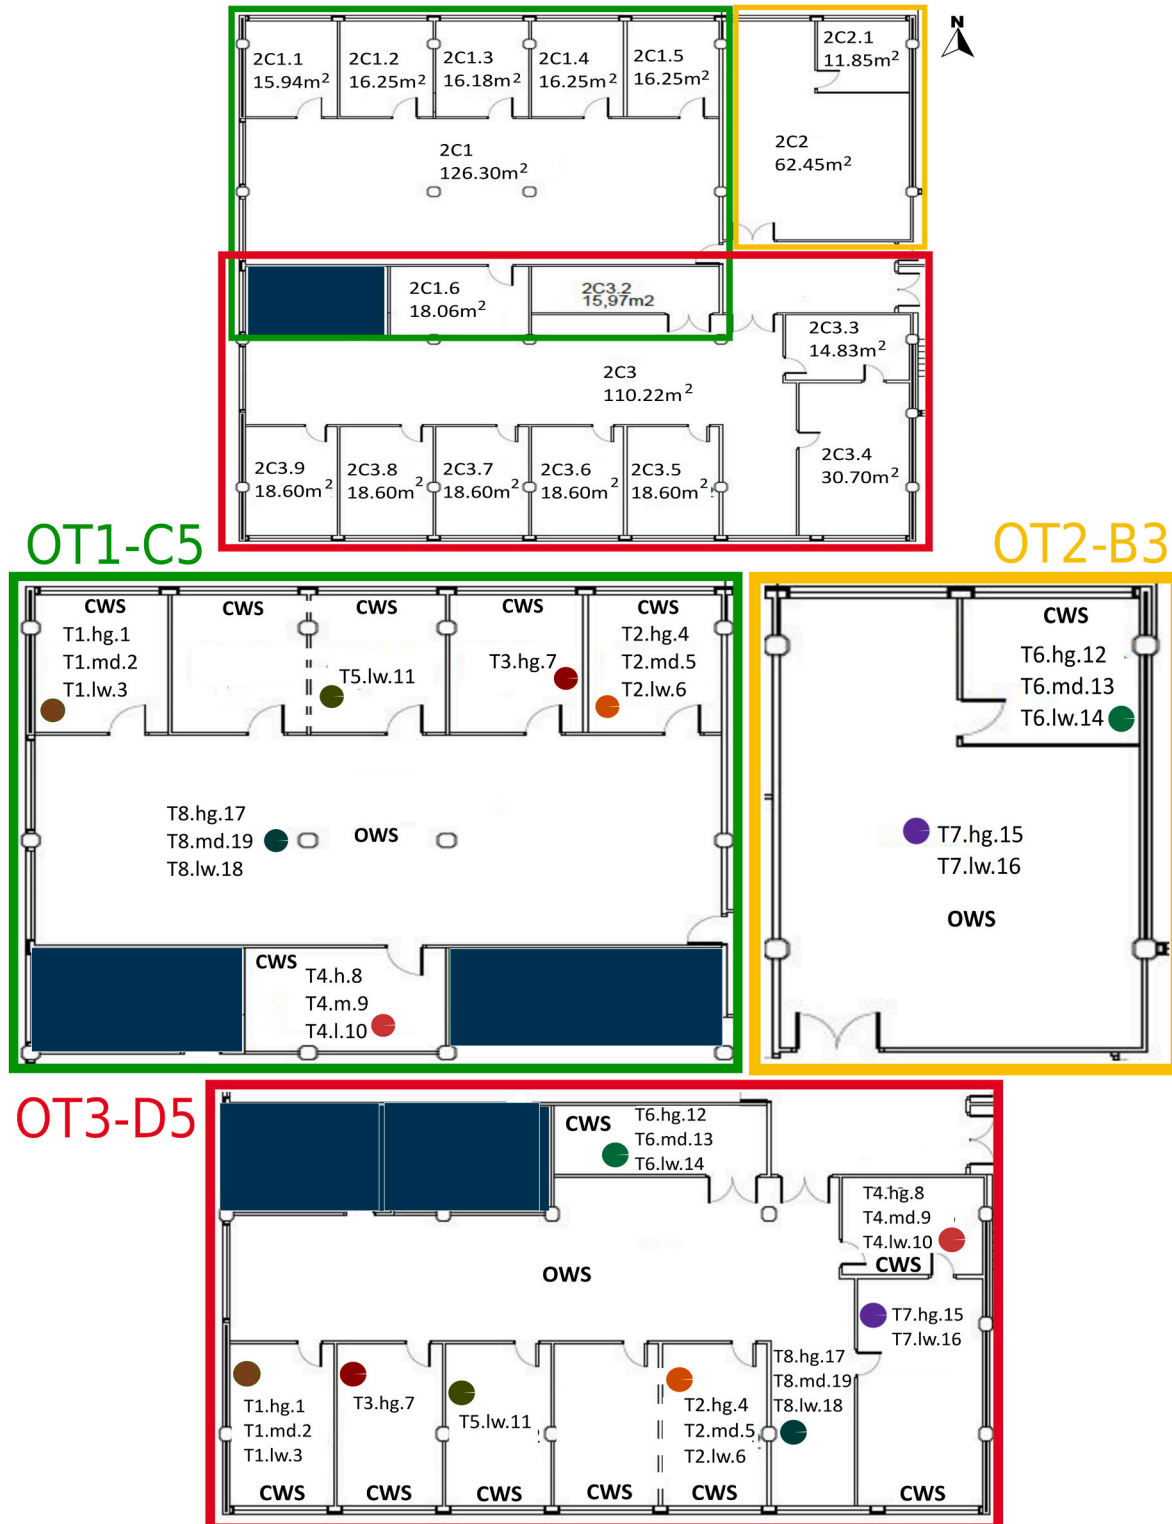 N
2C1.1
15.94m²
2C1.2
16.25m²
2C1.3
16.18m²
2C1.4
16.25m²
2C1.5
16.25m²
2C2.1
11.85m²
2C1
126.30m²
2C2
62.45m²
2C1.6
18.06m²
2C3.2
15,97m2
2C3.3
14.83m²
2C3
110.22m²
2C3.9
18.60m²
2C3.8
18.60m²
2C3.7
18.60m²
2C3.6
18.60m²
2C3.5
18.60m²
2C3.4
30.70m²
OT1-C5
OT2-B3
CWS
T1.hg.1
T1.md.2
T1.lw.3
CWS
CWS
T5.lw.11
CWS
T3.hg.7
CWS
T2.hg.4
T2.md.5
T2.lw.6
T8.hg.17
T8.md.19
T8.lw.18
OWS
CWS
T4.h.8
T4.m.9
T4.l.10
CWS
T6.hg.12
T6.md.13
T6.lw.14
T7.hg.15
T7.lw.16
OWS
OT3-D5
CWS
T6.hg.12
T6.md.13
T6.lw.14
T4.hg.8
T4.md.9
T4.lw.10
CWS
OWS
T7.hg.15
T7.lw.16
T1.hg.1
T1.md.2
T1.lw.3
CWS
T3.hg.7
CWS
T5.lw.11
CWS
CWS
T2.hg.4
T2.md.5
T2.lw.6
CWS
T8.hg.17
T8.md.19
T8.lw.18
CWS